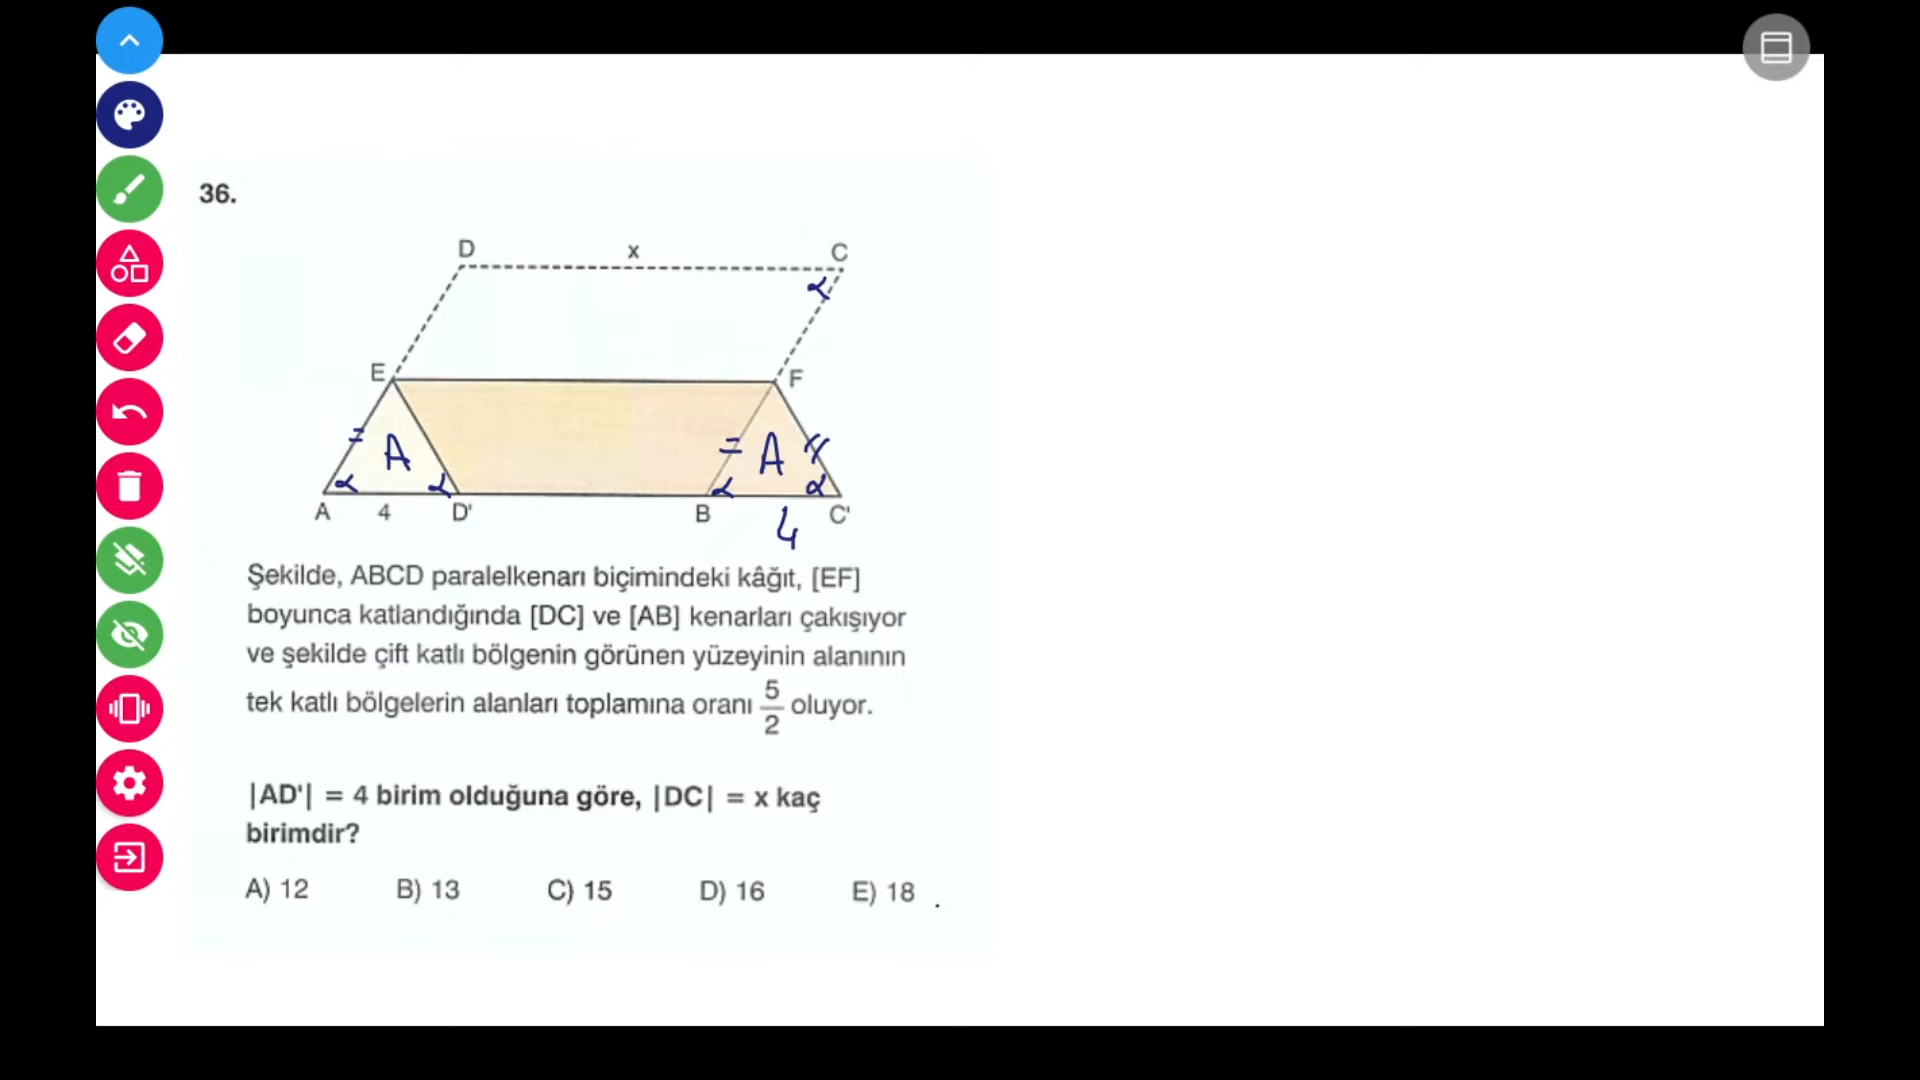 36.
D x C
α
E F
= A = A =
α α α α
A 4 D' B C'
4
Şekilde, ABCD paralelkenarı biçimindeki kâğıt, [EF]
boyunca katlandığında [DC] ve [AB] kenarları çakışıyor
ve şekilde çift katlı bölgenin görünen yüzeyinin alanının
tek katlı bölgelerin alanları toplamına oranı 5/2 oluyor.
|AD'| = 4 birim olduğuna göre, |DC| = x kaç
birimdir?
A) 12 B) 13 C) 15 D) 16 E) 18 .